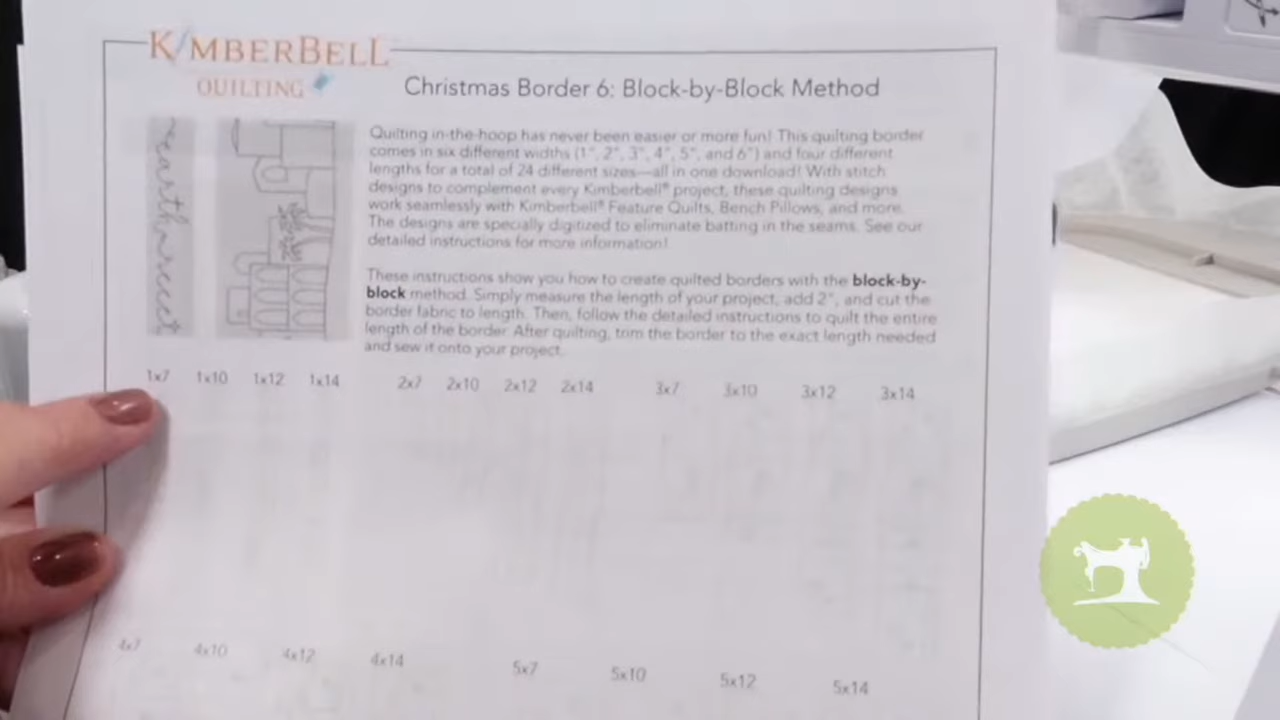 KIMBERBELL
QUILTING
Christmas Border 6: Block-by-Block Method
Quilting in-the-hoop has never been easier or more fun! This quilting border
comes in six different widths (1", 2", 3", 4", 5", and 6") and four different
lengths for a total of 24 different sizes—all in one download! With stitch
designs to complement every Kimberbell® project, these quilting designs
work seamlessly with Kimberbell® Feature Quilts, Bench Pillows, and more.
The designs are specially digitized to eliminate batting in the seams. See our
detailed instructions for more information!
These instructions show you how to create quilted borders with the block-by-
block method. Simply measure the length of your project, add 2", and cut the
border fabric to length. Then, follow the detailed instructions to quilt the entire
length of the border. After quilting, trim the border to the exact length needed
and sew it onto your project.
1x7 1x10 1x12 1x14 2x7 2x10 2x12 2x14 3x7 3x10 3x12 3x14
4x7 4x10 4x12 4x14 5x7 5x10 5x12 5x14